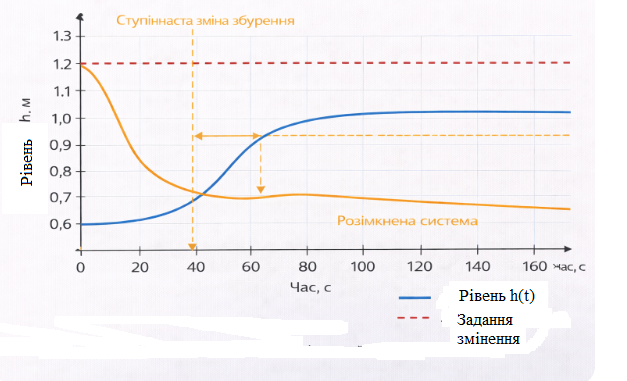 Ступіннаста зміна збурення
1.3
1.2
1,1
1,0
0,9
0,8
0,7
0,6
Рівень h. м
0 20 40 60 80 100 120 140 160 час, с
Час, с
Розімкнена система
Рівень h(t)
Задання
змінення